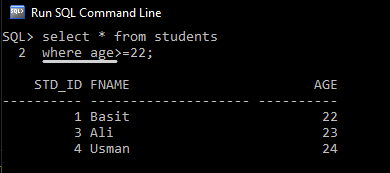 Run SQL Command Line
SQL> select * from students
2 where age>=22;
STD_ID FNAME AGE
---------- ------------------------------ ----------
1 Basit 22
3 Ali 23
4 Usman 24